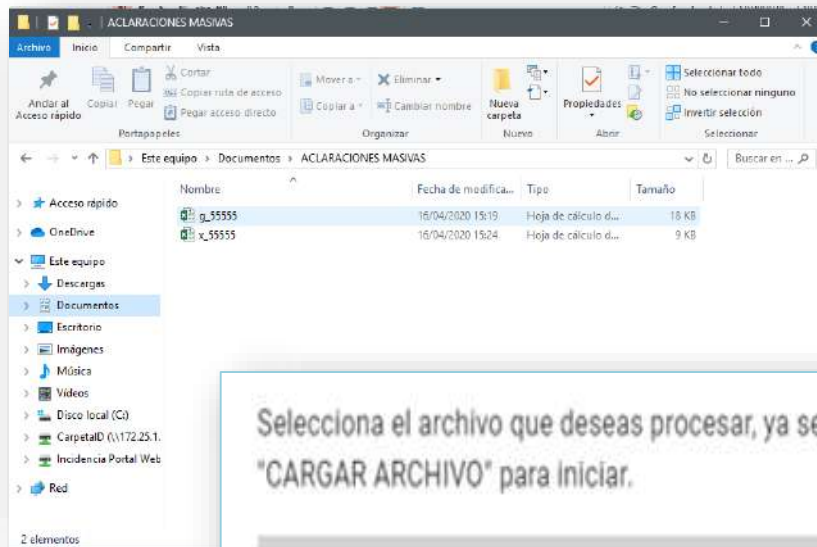 ACLARACIONES MASIVAS
Archivo Inicio Compartir Vista
Anclar al Acceso rápido
Copiar
Pegar
Cortar
Copiar ruta de acceso
Pegar acceso directo
Portapapeles
Mover a
Copiar a
Eliminar
Cambiar nombre
Organizar
Nueva carpeta
Nuevo
Propiedades
Abrir
Seleccionar todo
No seleccionar ninguno
Invertir selección
Seleccionar
Este equipo > Documentos > ACLARACIONES MASIVAS
Buscar en ...
Nombre Fecha de modifica... Tipo Tamaño
g_55555 16/04/2020 15:19 Hoja de cálculo d... 18 KB
x_55555 16/04/2020 15:24 Hoja de cálculo d... 9 KB
Acceso rápido
OneDrive
Este equipo
Descargas
Documentos
Escritorio
Imágenes
Música
Vídeos
Disco local (C:)
CarpetaID (\\172.25.1.
Incidencia Portal Web
Red
2 elementos
Selecciona el archivo que deseas procesar, ya se
"CARGAR ARCHIVO" para iniciar.